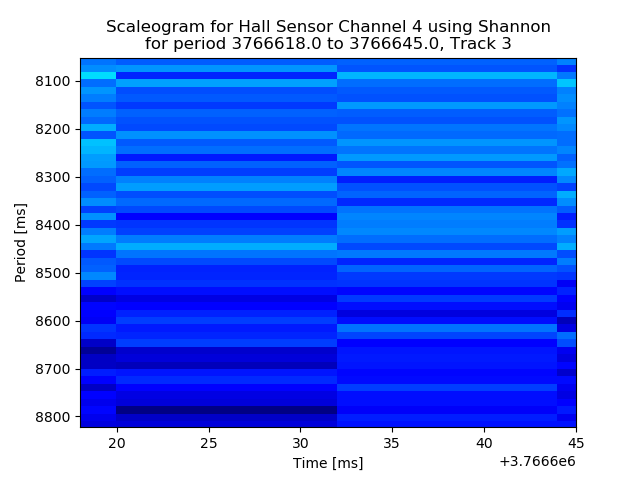 Scaleogram for Hall Sensor Channel 4 using Shannon
for period 3766618.0 to 3766645.0, Track 3
8100
8200
8300
8400
8500
8600
8700
8800
Period [ms]
20 25 30 35 40 45
Time [ms]
+3.7666e6